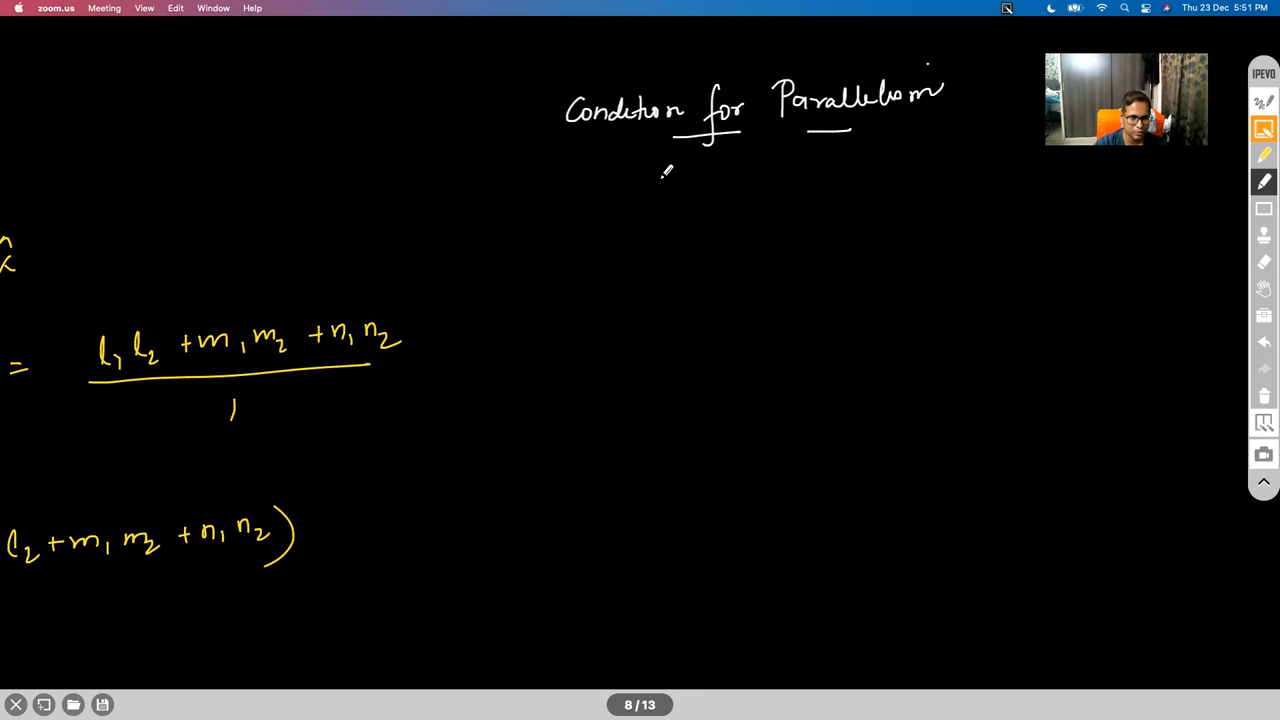 zoom.us Meeting View Edit Window Help Thu 23 Dec 5:51 PM
Condition for Parallelism
IPEVO
= l₁ l₂ + m₁ m₂ + n₁ n₂
1
l₂ + m₁ m₂ + n₁ n₂)
8 / 13